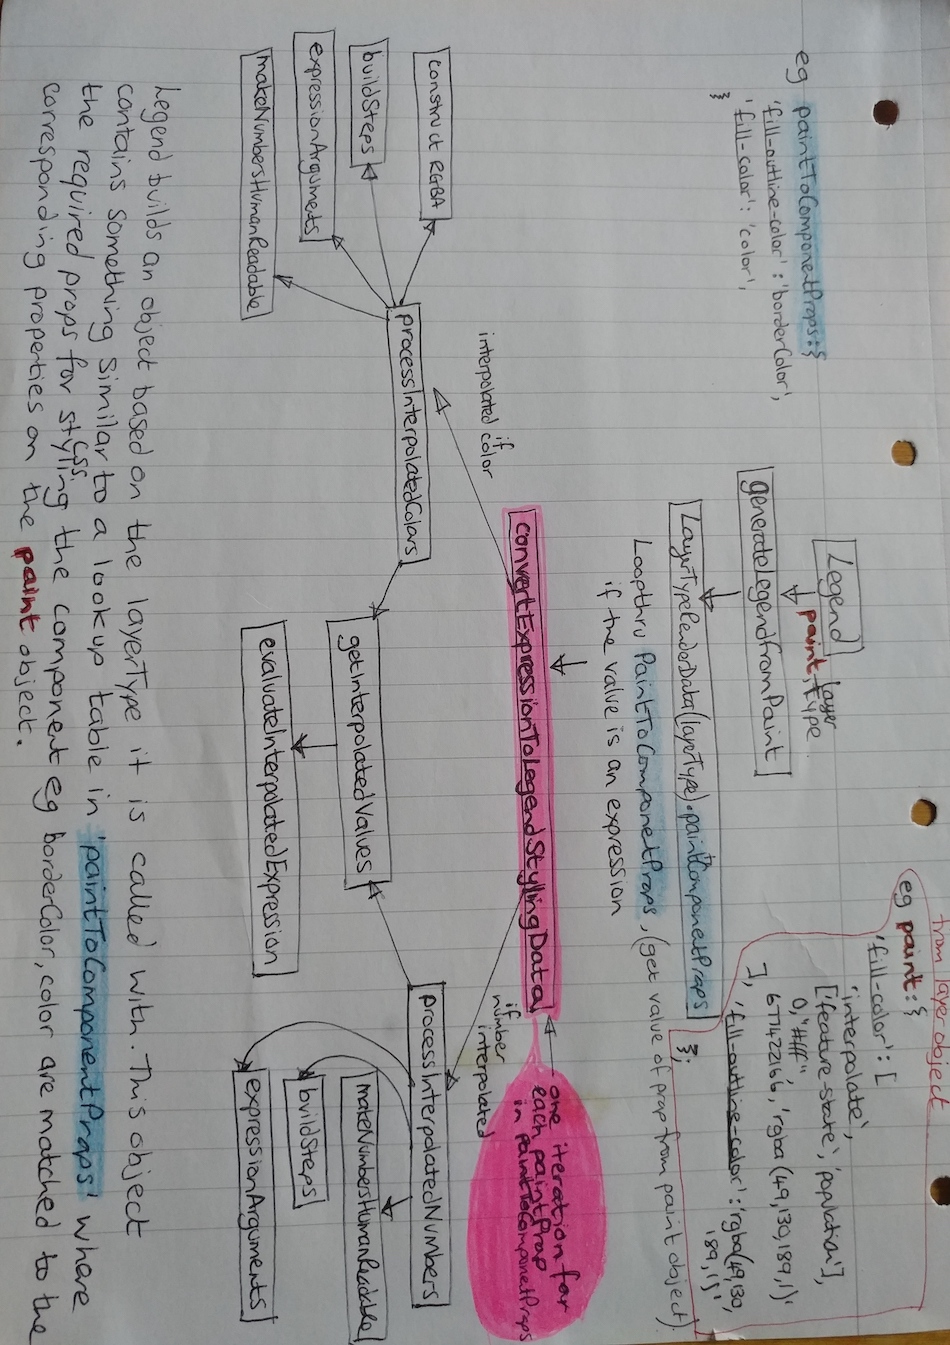 from layer object
eg paint: {
'fill-color': [
'interpolate',
['feature-state', 'population'],
0, "#fff"
67142216.6, 'rgba(49,130,189,1)'
], 'fill-outline-color': 'rgba(49,130,
189,1)'
};
eg paintToComponentProps: {
'fill-outline-color': 'borderColor',
'fill-color': 'color',
}
Legend
paint, layer
type
generateLegendFromPaint
LayerTypeRenderData(layerType).paintToComponentProps
Loop thru PaintToComponentProps, (get value of prop from paint object).
if the value is an expression
convertExpressionToLegendStylingData
one iteration for
each paintProp
in paintToComponentProps
interpolated if
color
if
number
interpolated
processInterpolatedColors
construct RGBA
buildSteps
expressionArguments
makeNumbersHumanReadable
getInterpolatedValues
evaluateInterpolatedExpression
processInterpolatedNumbers
makeNumbersHumanReadable
buildSteps
expressionArguments
Legend builds an object based on the layerType it is called with. This object
contains something similar to a lookup table in 'paintToComponentProps' where
the required props for css styling the component eg borderColor, color are matched to the
corresponding properties on the paint object.